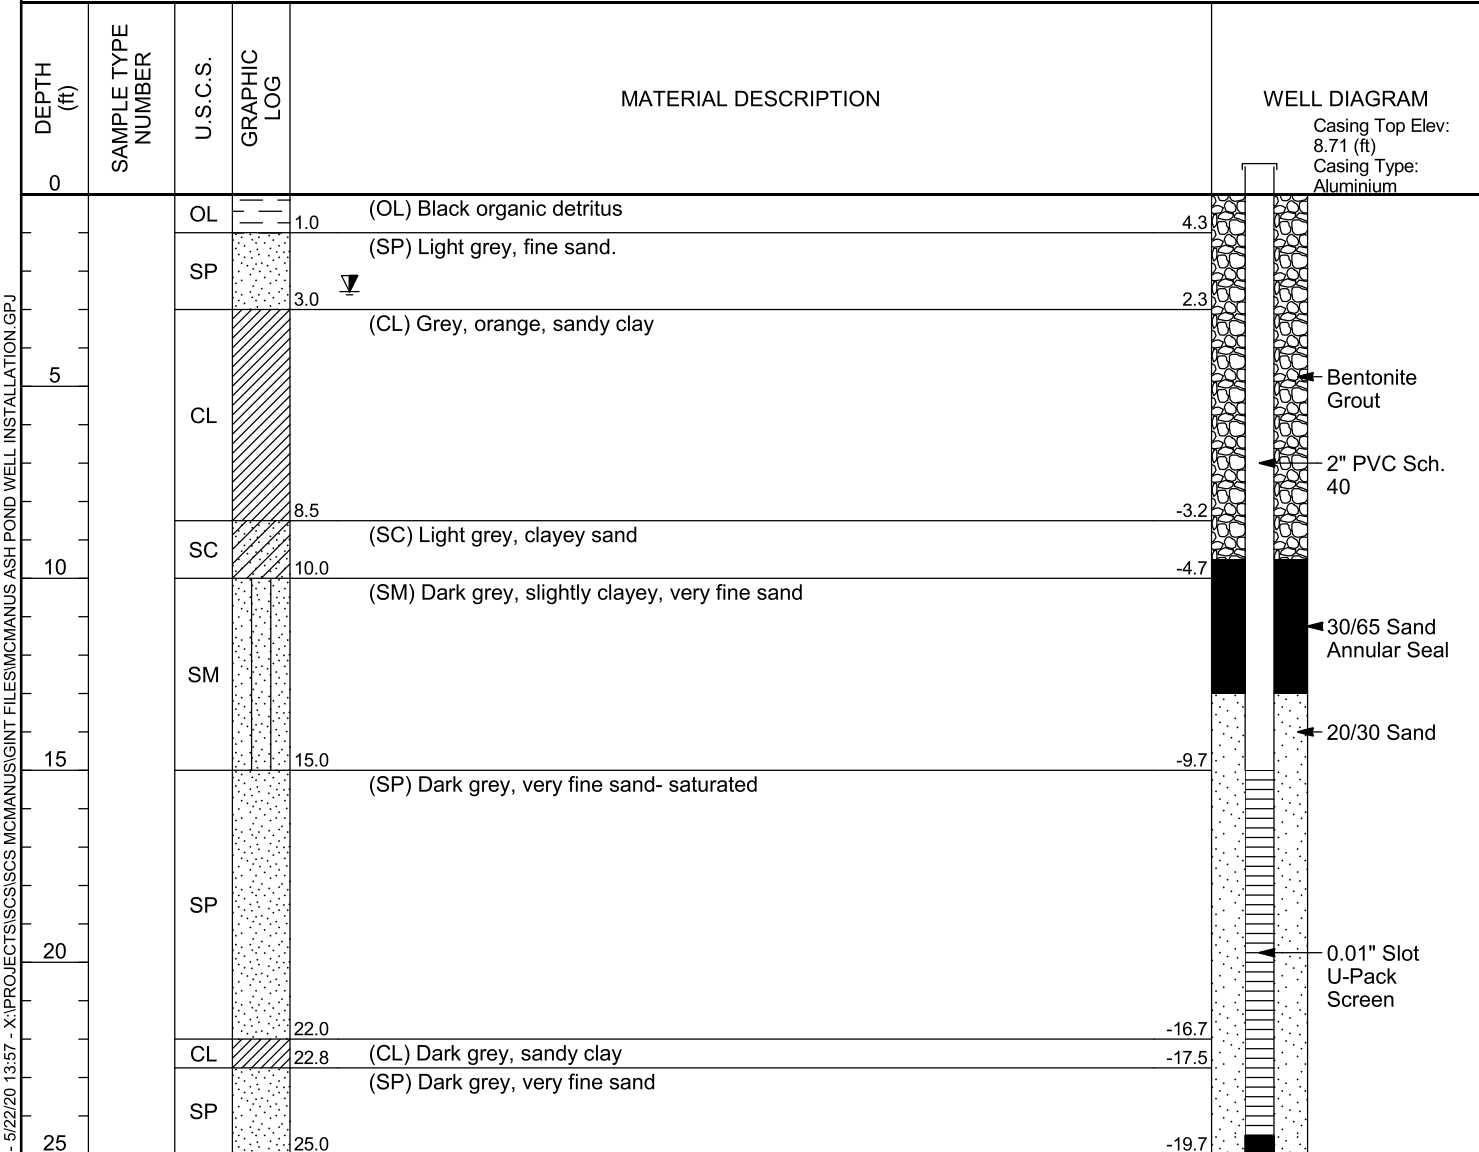 DEPTH
(ft)
SAMPLE TYPE
NUMBER
U.S.C.S.
GRAPHIC
LOG
MATERIAL DESCRIPTION
WELL DIAGRAM
Casing Top Elev:
8.71 (ft)
Casing Type:
Aluminium
0
OL
1.0
(OL) Black organic detritus
4.3
SP
(SP) Light grey, fine sand.
3.0
2.3
(CL) Grey, orange, sandy clay
5
CL
Bentonite
Grout
2" PVC Sch.
40
8.5
-3.2
SC
(SC) Light grey, clayey sand
10
10.0
-4.7
(SM) Dark grey, slightly clayey, very fine sand
30/65 Sand
Annular Seal
SM
20/30 Sand
15
15.0
-9.7
(SP) Dark grey, very fine sand- saturated
SP
20
0.01" Slot
U-Pack
Screen
22.0
-16.7
CL
22.8
(CL) Dark grey, sandy clay
-17.5
(SP) Dark grey, very fine sand
SP
25
25.0
-19.7
- 5/22/20 13:57 - X:\PROJECTS\SCS\SCS MCMANUS\GINT FILES\MCMANUS ASH POND WELL INSTALLATION.GPJ